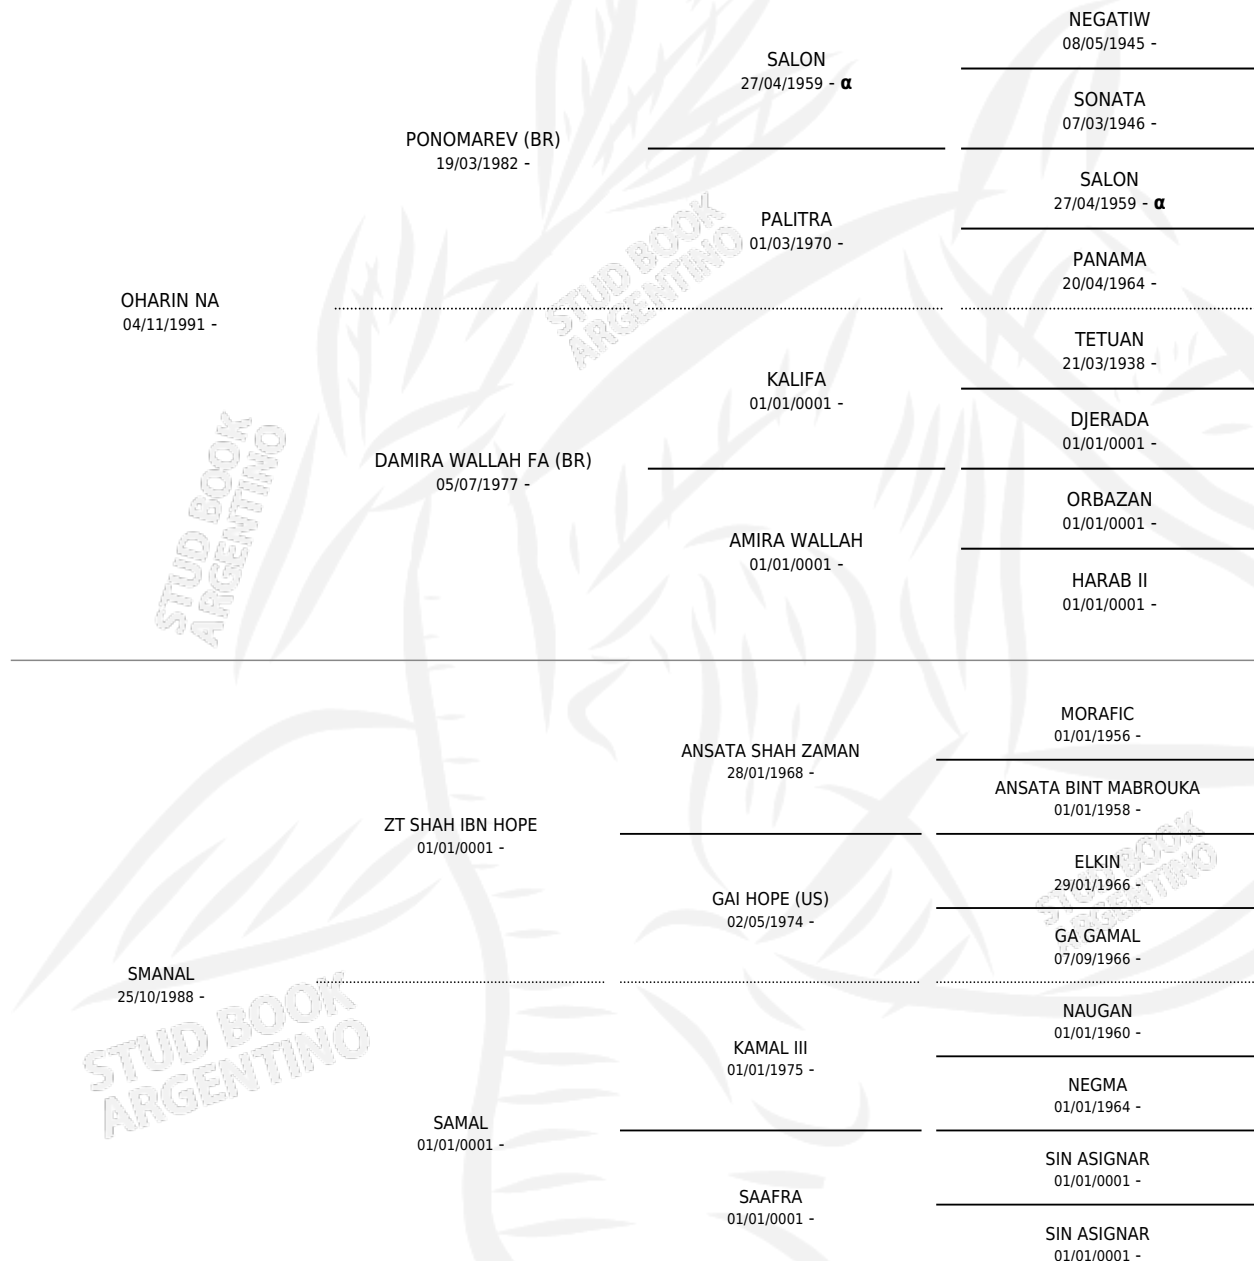 NEGATIW
08/05/1945 -
SALON
27/04/1959 - α
SONATA
07/03/1946 -
PONOMAREV (BR)
19/03/1982 -
SALON
27/04/1959 - α
PALITRA
01/03/1970 -
PANAMA
20/04/1964 -
OHARIN NA
04/11/1991 -
TETUAN
21/03/1938 -
KALIFA
01/01/0001 -
DJERADA
01/01/0001 -
DAMIRA WALLAH FA (BR)
05/07/1977 -
ORBAZAN
01/01/0001 -
AMIRA WALLAH
01/01/0001 -
HARAB II
01/01/0001 -
MORAFIC
01/01/1956 -
ANSATA SHAH ZAMAN
28/01/1968 -
ANSATA BINT MABROUKA
01/01/1958 -
ZT SHAH IBN HOPE
01/01/0001 -
ELKIN
29/01/1966 -
GAI HOPE (US)
02/05/1974 -
GA GAMAL
07/09/1966 -
SMANAL
25/10/1988 -
NAUGAN
01/01/1960 -
KAMAL III
01/01/1975 -
NEGMA
01/01/1964 -
SAMAL
01/01/0001 -
SIN ASIGNAR
01/01/0001 -
SAAFRA
01/01/0001 -
SIN ASIGNAR
01/01/0001 -
STUD BOOK
ARGENTINO
STUD BOOK
ARGENTINO
STUD BOOK
ARGENTINO
STUD BOOK
ARGENTINO